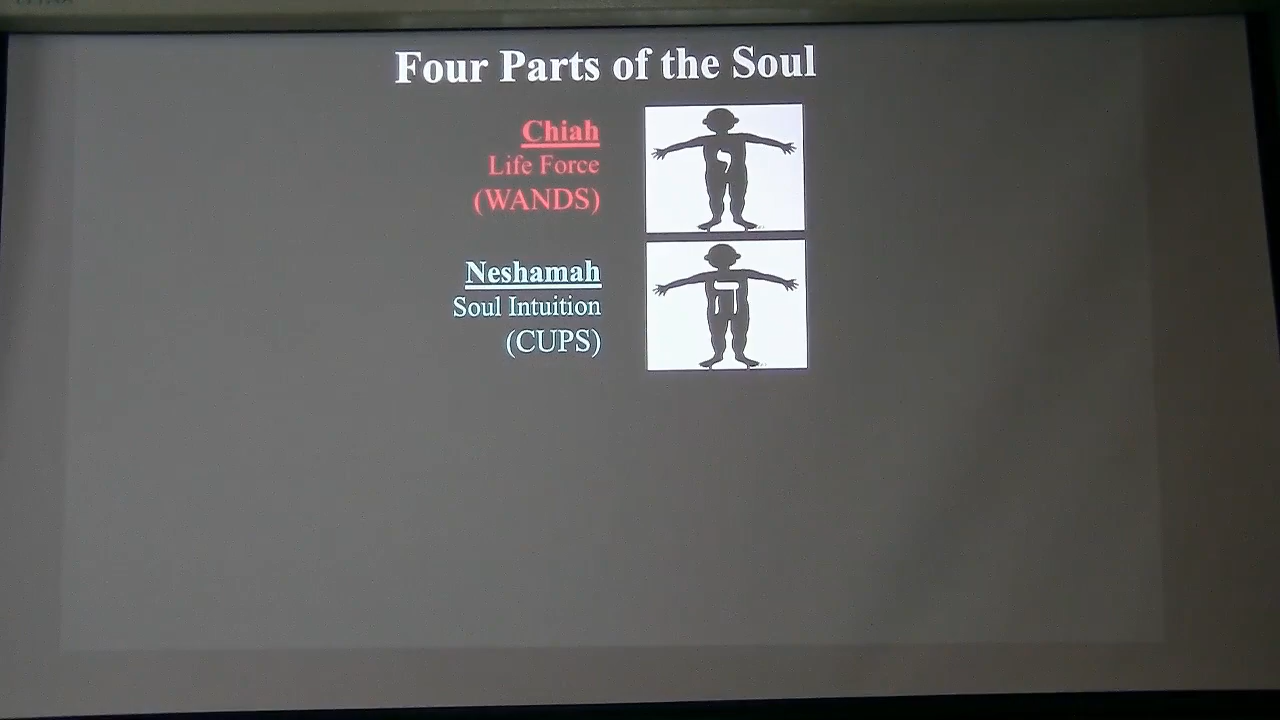 Four Parts of the Soul
Chiah
Life Force
(WANDS)
י
Neshamah
Soul Intuition
(CUPS)
ה